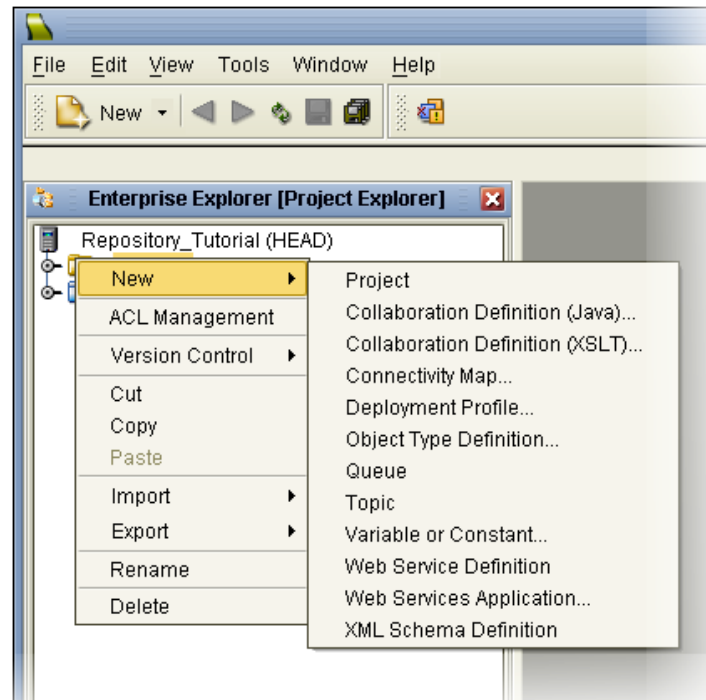 File Edit View Tools Window Help
New
Enterprise Explorer [Project Explorer]
Repository_Tutorial (HEAD)
New
ACL Management
Version Control
Cut
Copy
Paste
Import
Export
Rename
Delete
Project
Collaboration Definition (Java)...
Collaboration Definition (XSLT)...
Connectivity Map...
Deployment Profile...
Object Type Definition...
Queue
Topic
Variable or Constant...
Web Service Definition
Web Services Application...
XML Schema Definition